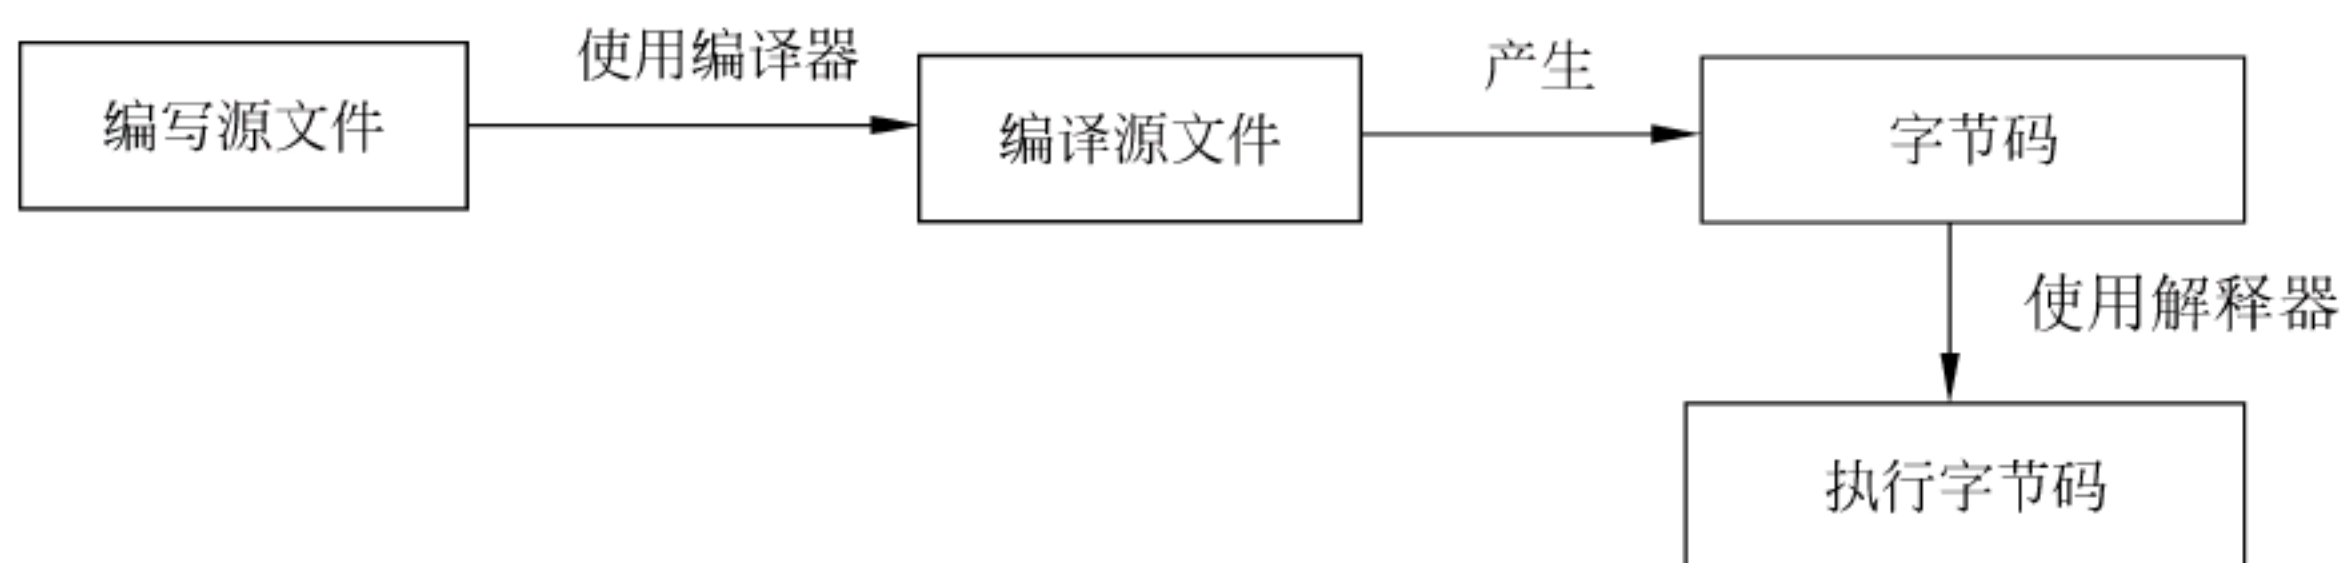 编写源文件
使用编译器
编译源文件
产生
字节码
使用解释器
执行字节码